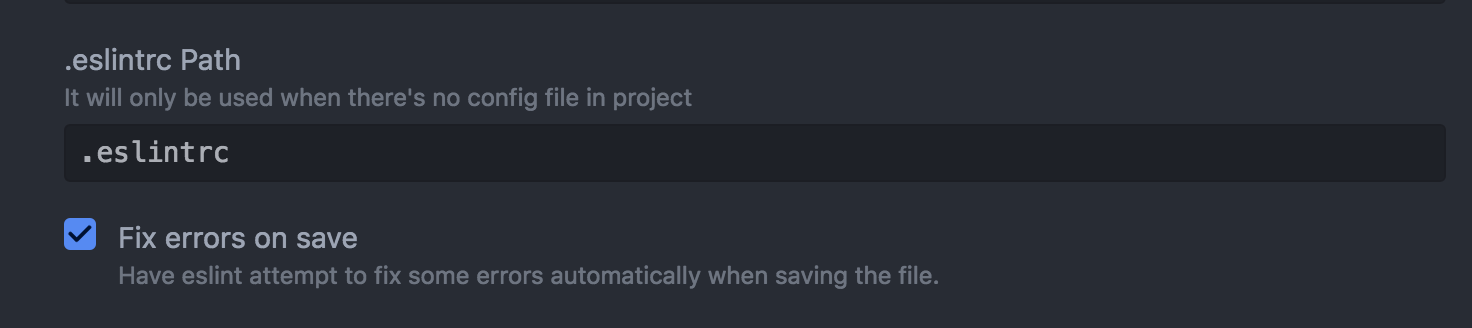 .eslintrc Path
It will only be used when there's no config file in project
.eslintrc
Fix errors on save
Have eslint attempt to fix some errors automatically when saving the file.